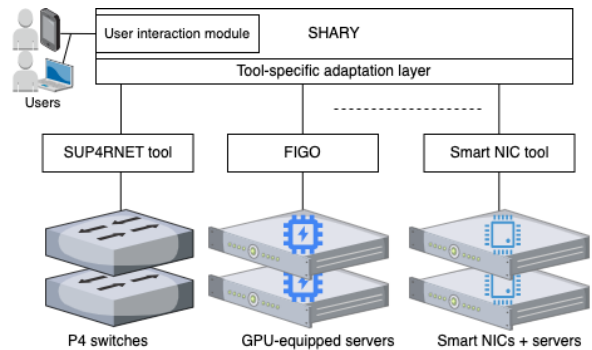 User interaction module
SHARY
Tool-specific adaptation layer
Users
SUP4RNET tool
FIGO
Smart NIC tool
P4 switches
GPU-equipped servers
Smart NICs + servers